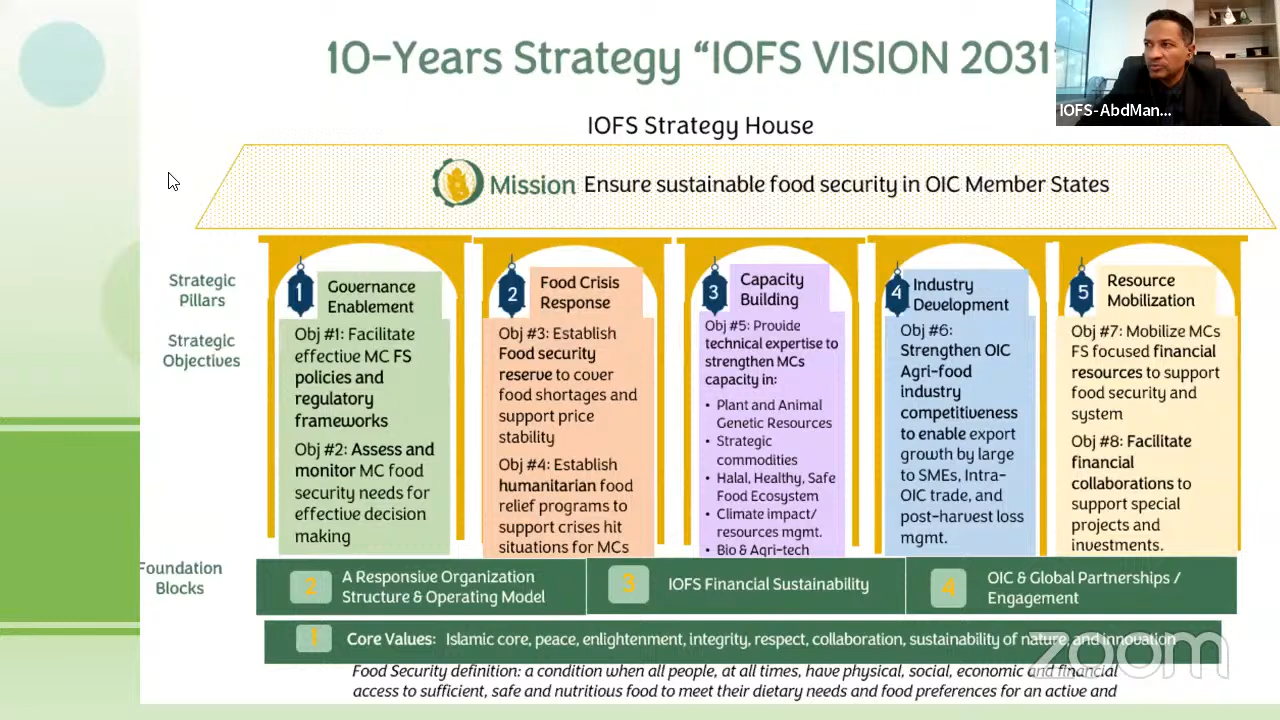 10-Years Strategy “IOFS VISION 2031
IOFS-AbdMan...
IOFS Strategy House
Mission Ensure sustainable food security in OIC Member States
Strategic
Pillars
Strategic
Objectives
1
Governance
Enablement
Obj #1: Facilitate
effective MC FS
policies and
regulatory
frameworks
Obj #2: Assess and
monitor MC food
security needs for
effective decision
making
2
Food Crisis
Response
Obj #3: Establish
Food security
reserve to cover
food shortages and
support price
stability
Obj #4: Establish
humanitarian food
relief programs to
support crises hit
situations for MCs
3
Capacity
Building
Obj #5: Provide
technical expertise to
strengthen MCs
capacity in:
• Plant and Animal
Genetic Resources
• Strategic
commodities
• Halal, Healthy, Safe
Food Ecosystem
• Climate impact/
resources mgmt.
• Bio & Agri-tech
4
Industry
Development
Obj #6:
Strengthen OIC
Agri-food
industry
competitiveness
to enable export
growth by large
to SMEs, Intra-
OIC trade, and
post-harvest loss
mgmt.
5
Resource
Mobilization
Obj #7: Mobilize MCs
FS focused financial
resources to support
food security and
system
Obj #8: Facilitate
financial
collaborations to
support special
projects and
investments.
Foundation
Blocks
2
A Responsive Organization
Structure & Operating Model
3
IOFS Financial Sustainability
4
OIC & Global Partnerships /
Engagement
1
Core Values: Islamic core, peace, enlightenment, integrity, respect, collaboration, sustainability of nature, and innovation
zoom
Food Security definition: a condition when all people, at all times, have physical, social, economic and financial
access to sufficient, safe and nutritious food to meet their dietary needs and food preferences for an active and